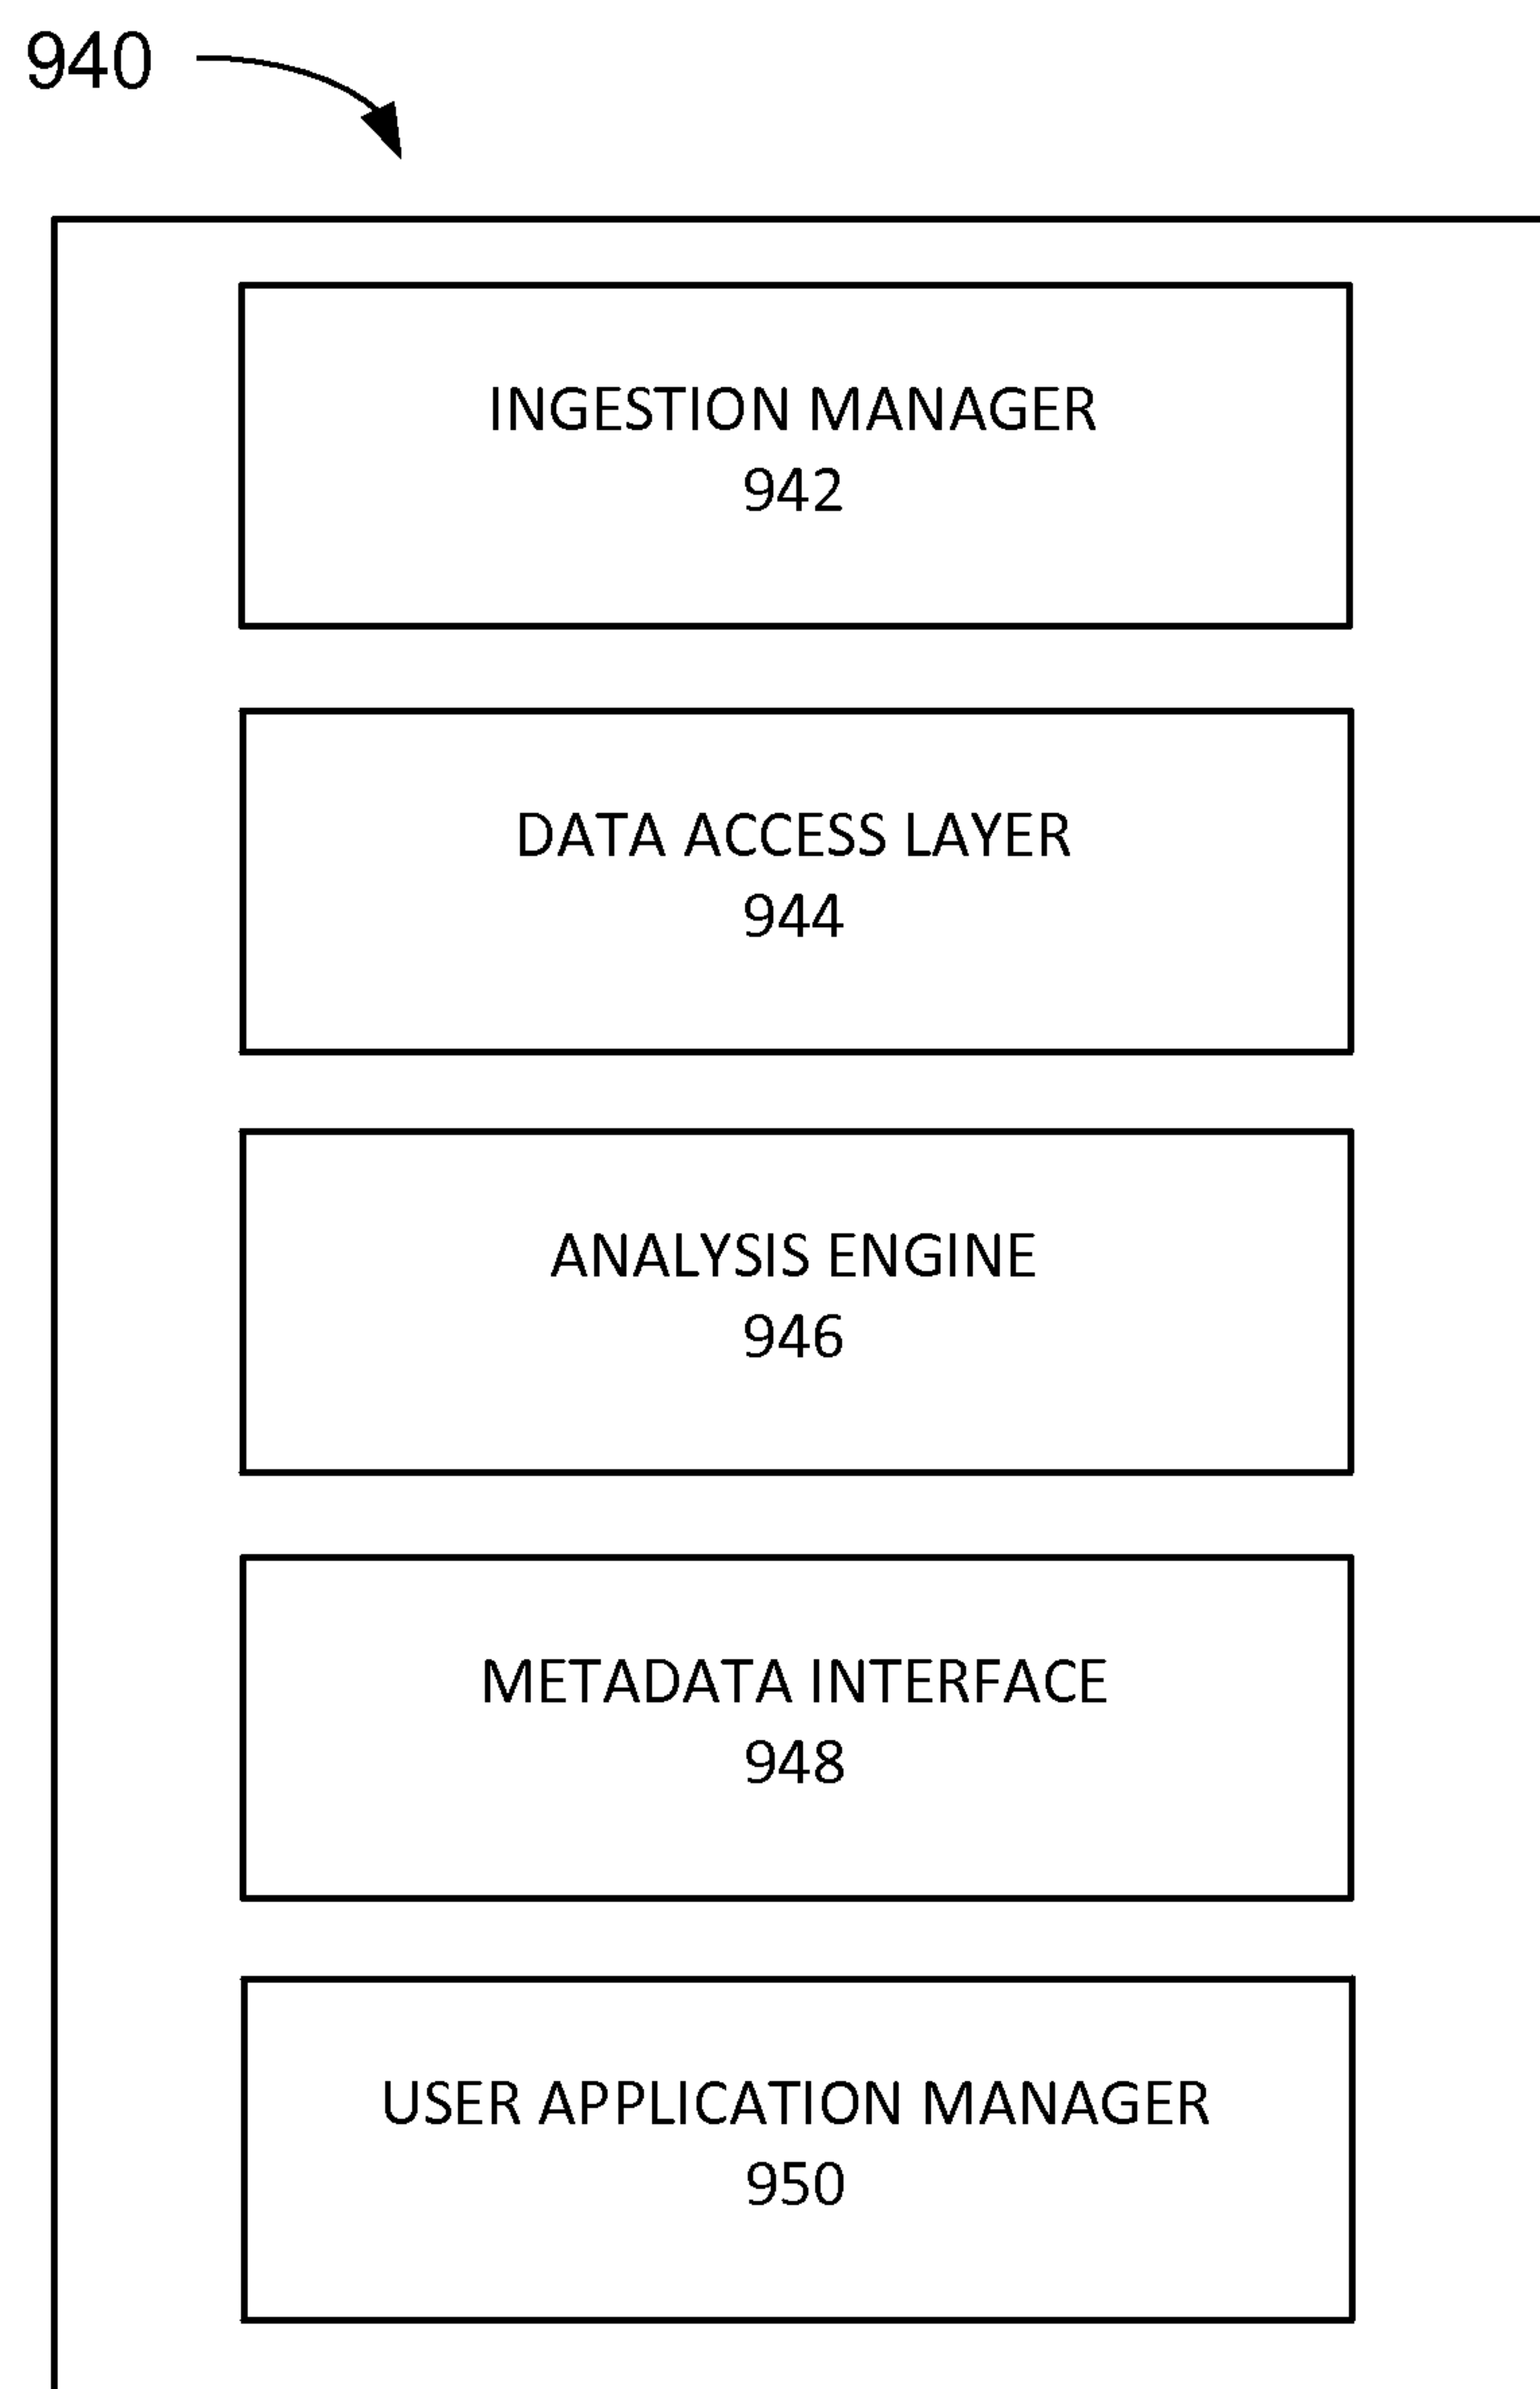 940
INGESTION MANAGER
942
DATA ACCESS LAYER
944
ANALYSIS ENGINE
946
METADATA INTERFACE
948
USER APPLICATION MANAGER
950